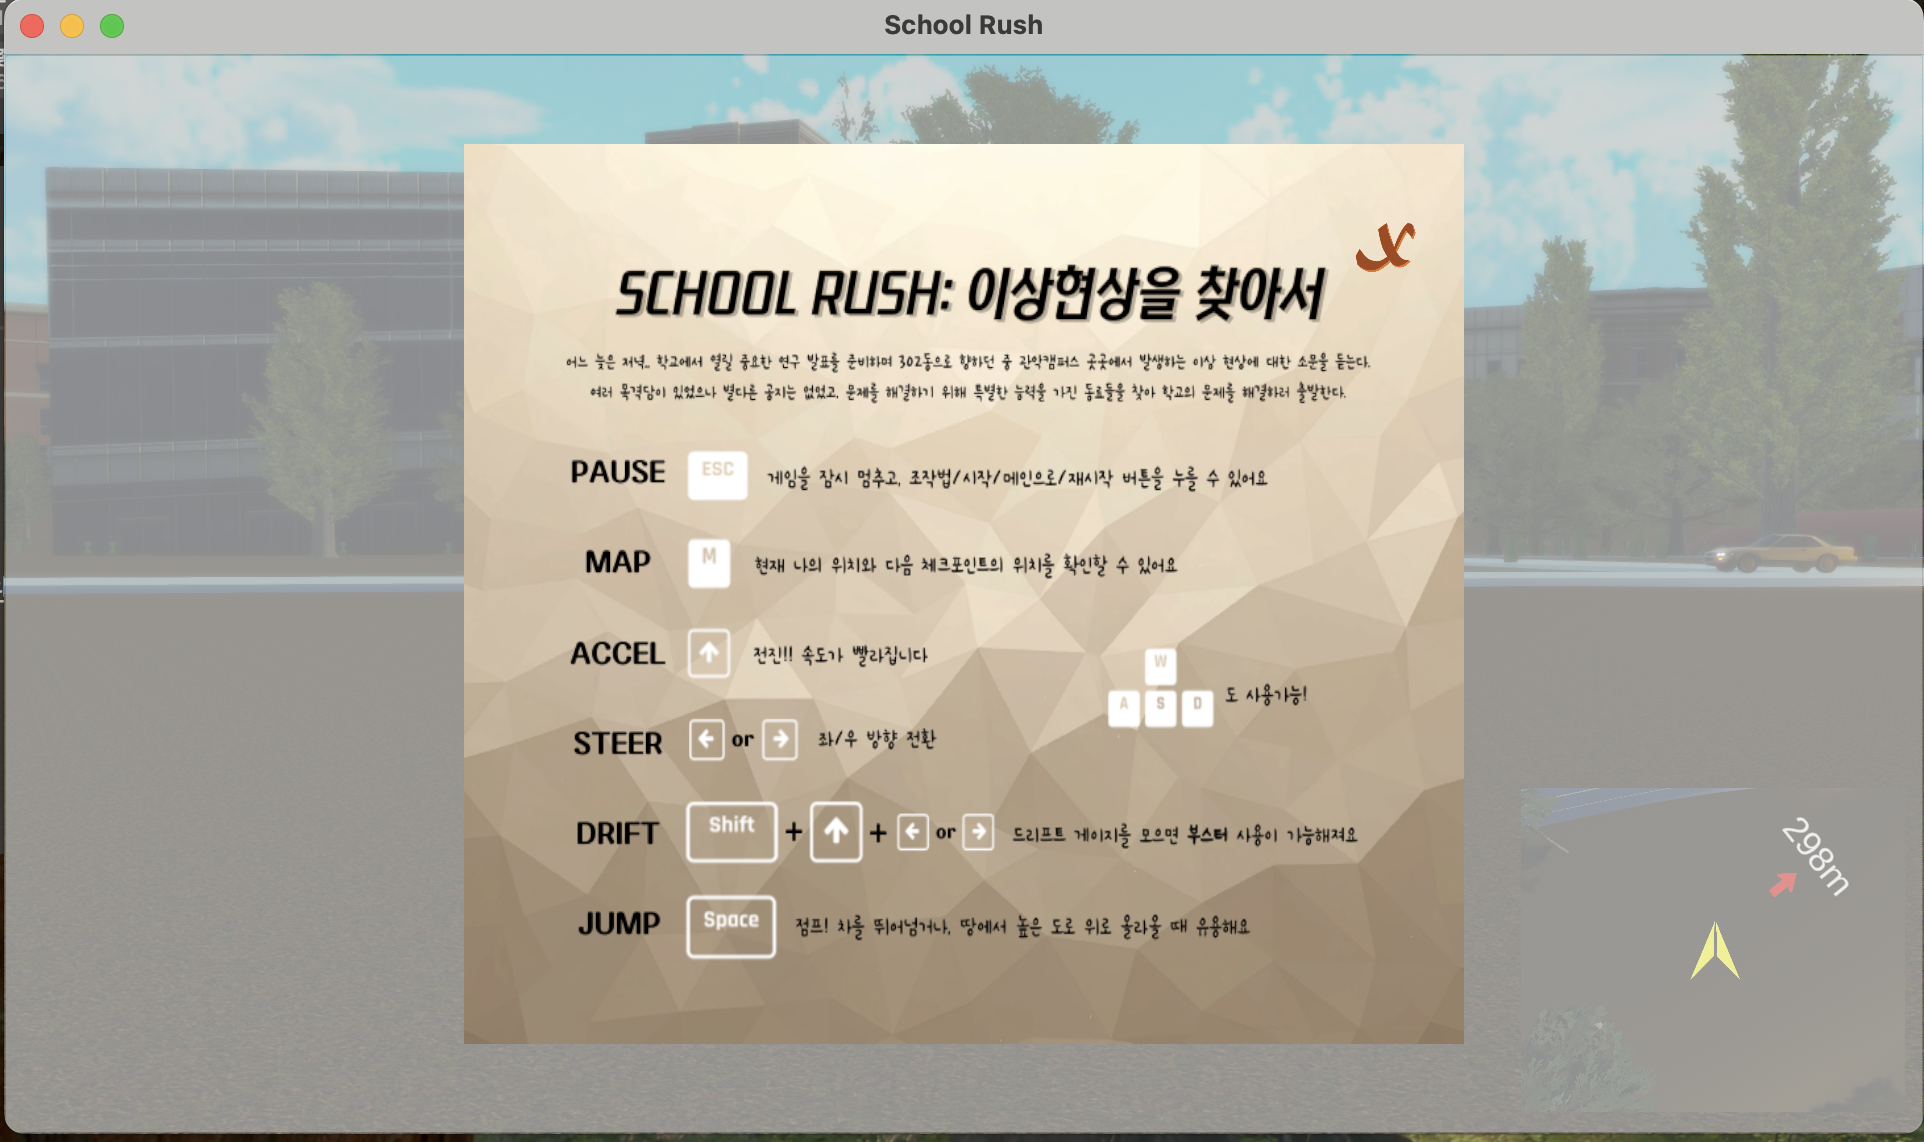 School Rush
SCHOOL RUSH: 이상현상을 찾아서
어느 늦은 저녁.. 학교에서 열릴 중요한 연구 발표를 준비하며 302동으로 향하던 중 관악캠퍼스 곳곳에서 발생하는 이상 현상에 대한 소문을 듣는다.
여러 목격담이 있었으나 별다른 공지는 없었고, 문제를 해결하기 위해 특별한 능력을 가진 동료들을 찾아 학교의 문제를 해결하러 출발한다.
PAUSE ESC 게임을 잠시 멈추고, 조작법/시작/메인으로/재시작 버튼을 누를 수 있어요
MAP M 현재 나의 위치와 다음 체크포인트의 위치를 확인할 수 있어요
ACCEL ↑ 전진!! 속도가 빨라집니다
W
A S D 도 사용가능!
STEER ← or → 좌/우 방향 전환
DRIFT Shift + ↑ + ← or → 드리프트 게이지를 모으면 부스터 사용이 가능해져요
JUMP Space 점프! 차를 뛰어넘거나, 땅에서 높은 도로 위로 올라올 때 유용해요
X
298m